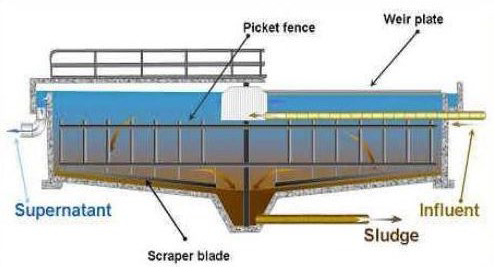 Picket fence
Weir plate
Supernatant
Influent
Sludge
Scraper blade